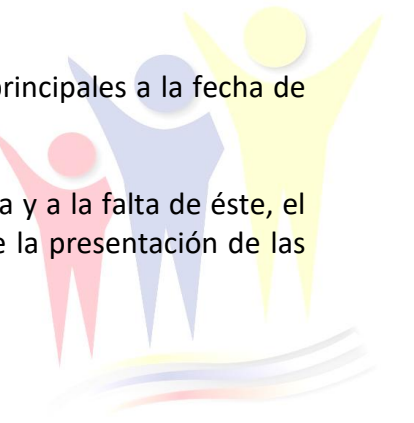 principales a la fecha de
a y a la falta de éste, el
e la presentación de las